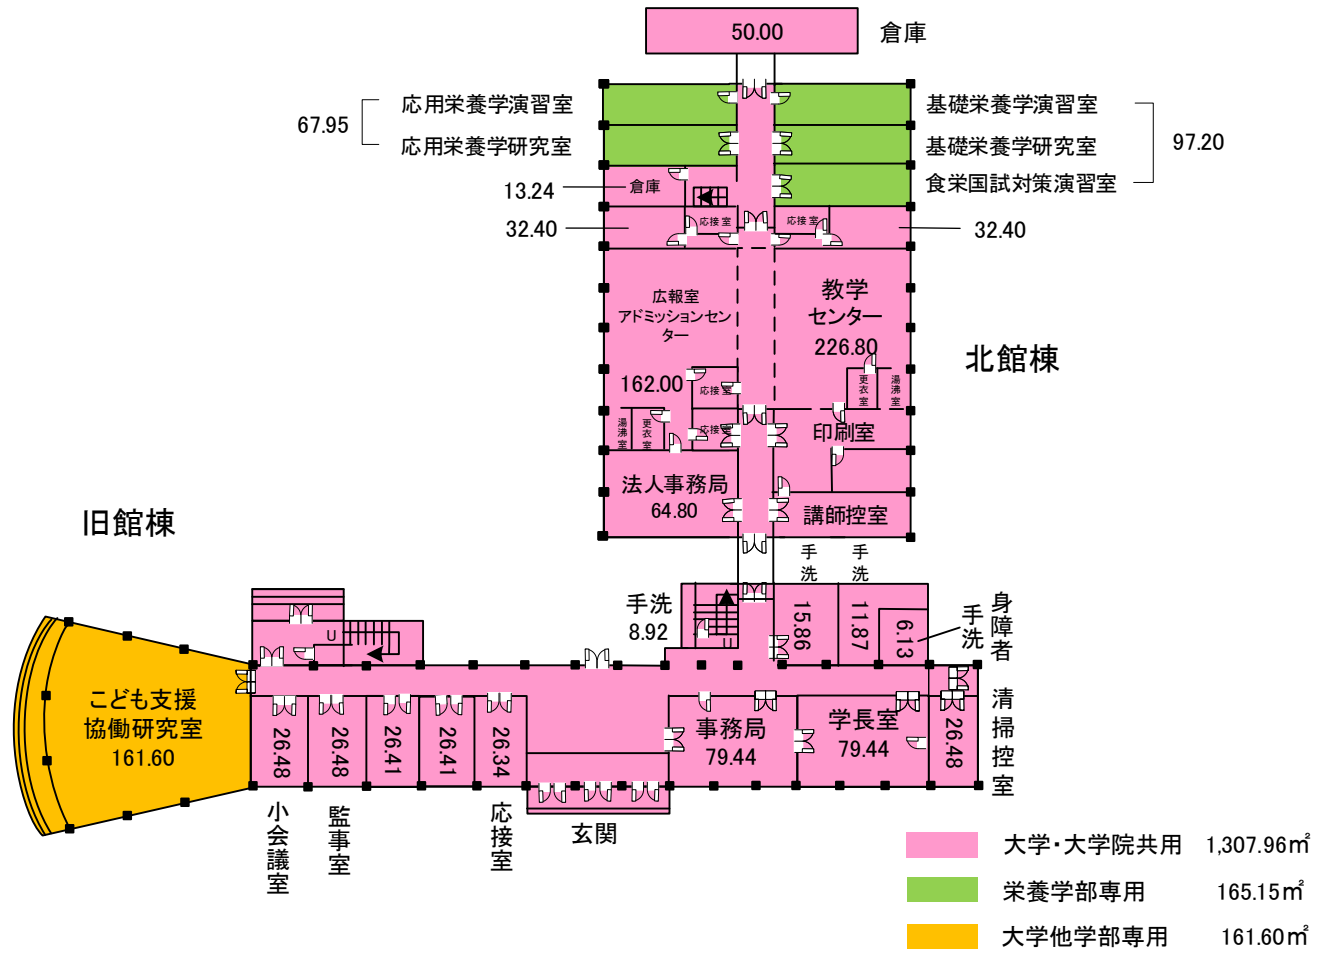 50.00
倉庫
応用栄養学演習室
67.95
応用栄養学研究室
基礎栄養学演習室
基礎栄養学研究室
97.20
食栄国試対策演習室
13.24
倉庫
32.40
応接室
応接室
32.40
広報室
アドミッションセン
ター
162.00
教学
センター
226.80
北館棟
応接室
更衣室
湯沸室
湯沸室
更衣室
応接室
印刷室
法人事務局
64.80
講師控室
旧館棟
手洗
手洗
手洗
8.92
U
15.86
11.87
6.13
手洗
身障者
U
こども支援
協働研究室
161.60
26.48
26.48
26.41
26.41
26.34
事務局
79.44
学長室
79.44
26.48
清掃控室
小会議室
監事室
応接室
玄関
大学・大学院共用 1,307.96㎡
栄養学部専用 165.15㎡
大学他学部専用 161.60㎡